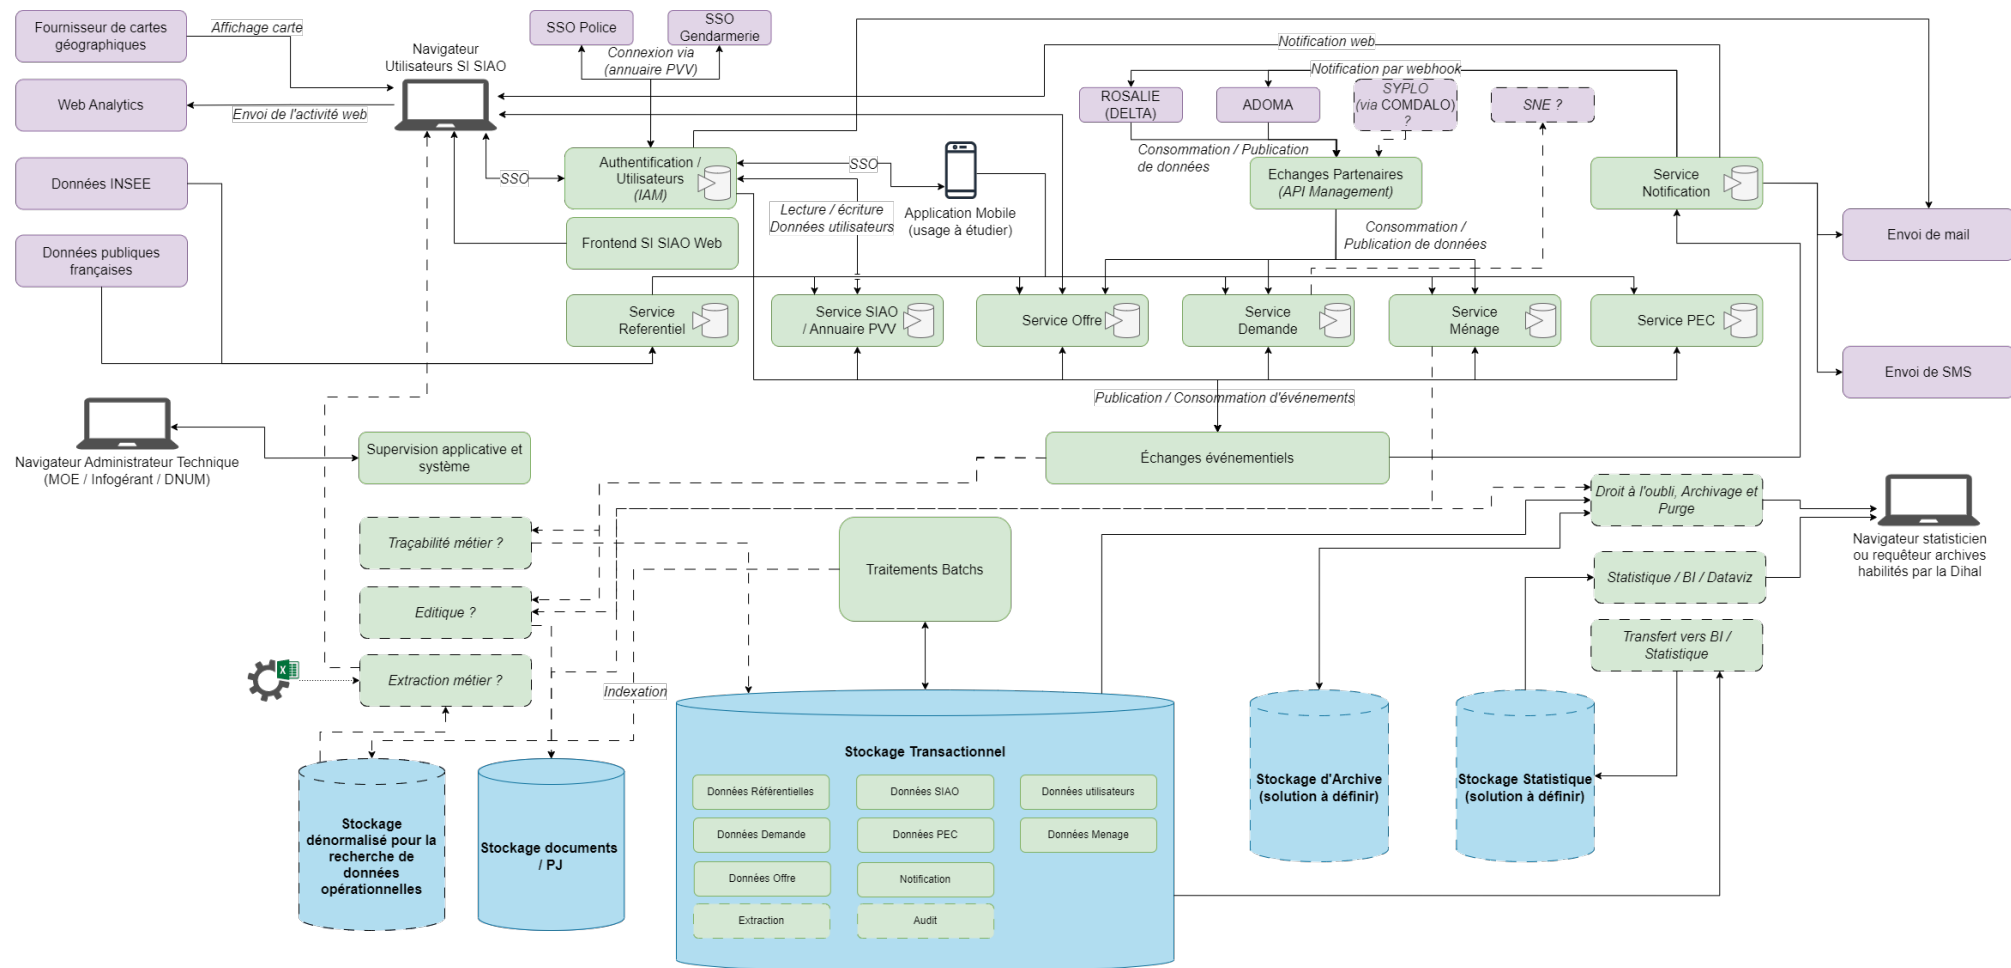 Fournisseur de cartes
géographiques
Affichage carte
Navigateur
Utilisateurs SI SIAO
SSO Police
SSO
Gendarmerie
Connexion via
(annuaire PVV)
Notification web
Notification par webhook
Web Analytics
Envoi de l'activité web
ROSALIE
(DELTA)
ADOMA
SYPLO
(via COMDALO)
?
SNE ?
Consommation / Publication
de données
Données INSEE
SSO
Authentification /
Utilisateurs
(IAM)
SSO
Echanges Partenaires
(API Management)
Service
Notification
Lecture / écriture
Données utilisateurs
Application Mobile
(usage à étudier)
Consommation /
Publication de données
Données publiques
françaises
Frontend SI SIAO Web
Envoi de mail
Service
Referentiel
Service SIAO
/ Annuaire PVV
Service Offre
Service
Demande
Service
Ménage
Service PEC
Envoi de SMS
Publication / Consommation d'événements
Navigateur Administrateur Technique
(MOE / Infogérant / DNUM)
Supervision applicative et
système
Échanges événementiels
Droit à l'oubli, Archivage et
Purge
Navigateur statisticien
ou requêteur archives
habilités par la Dihal
Traçabilité métier ?
Traitements Batchs
Statistique / BI / Dataviz
Editique ?
Transfert vers BI /
Statistique
Extraction métier ?
X
Indexation
Stockage Transactionnel
Stockage d'Archive
(solution à définir)
Stockage Statistique
(solution à définir)
Stockage
dénormalisé pour la
recherche de
données
opérationnelles
Stockage documents
/ PJ
Données Référentielles
Données SIAO
Données utilisateurs
Données Demande
Données PEC
Données Menage
Données Offre
Notification
Extraction
Audit